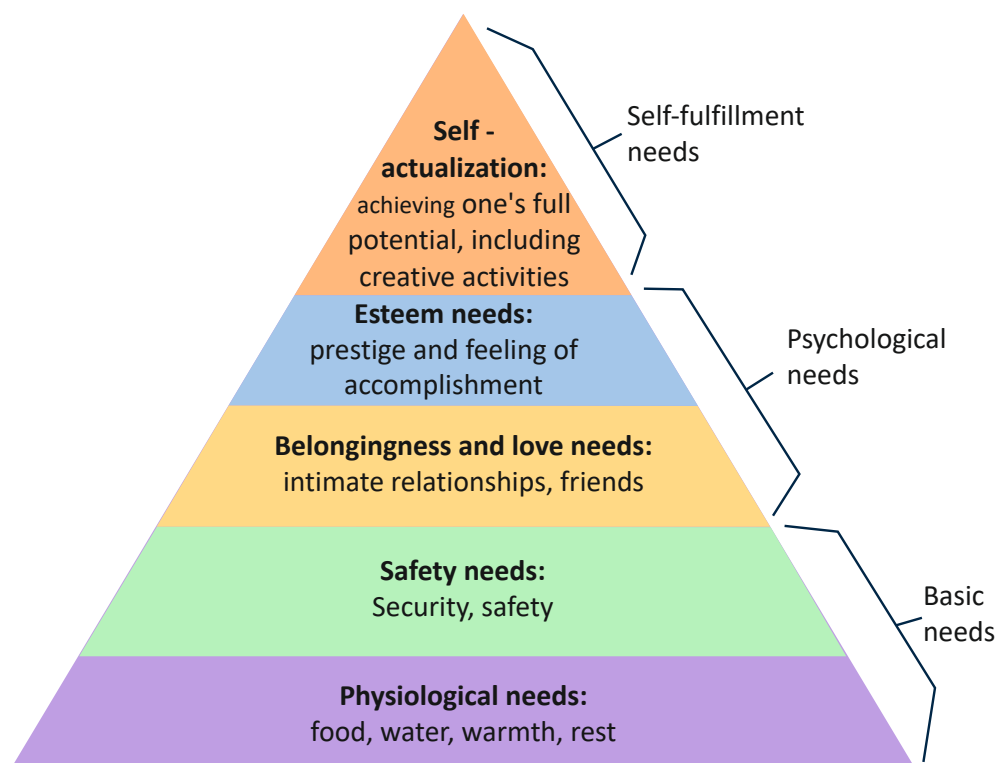 Self -
actualization:
achieving one's full
potential, including
creative activities
Self-fulfillment
needs
Esteem needs:
prestige and feeling of
accomplishment
Psychological
needs
Belongingness and love needs:
intimate relationships, friends
Safety needs:
Security, safety
Basic
needs
Physiological needs:
food, water, warmth, rest